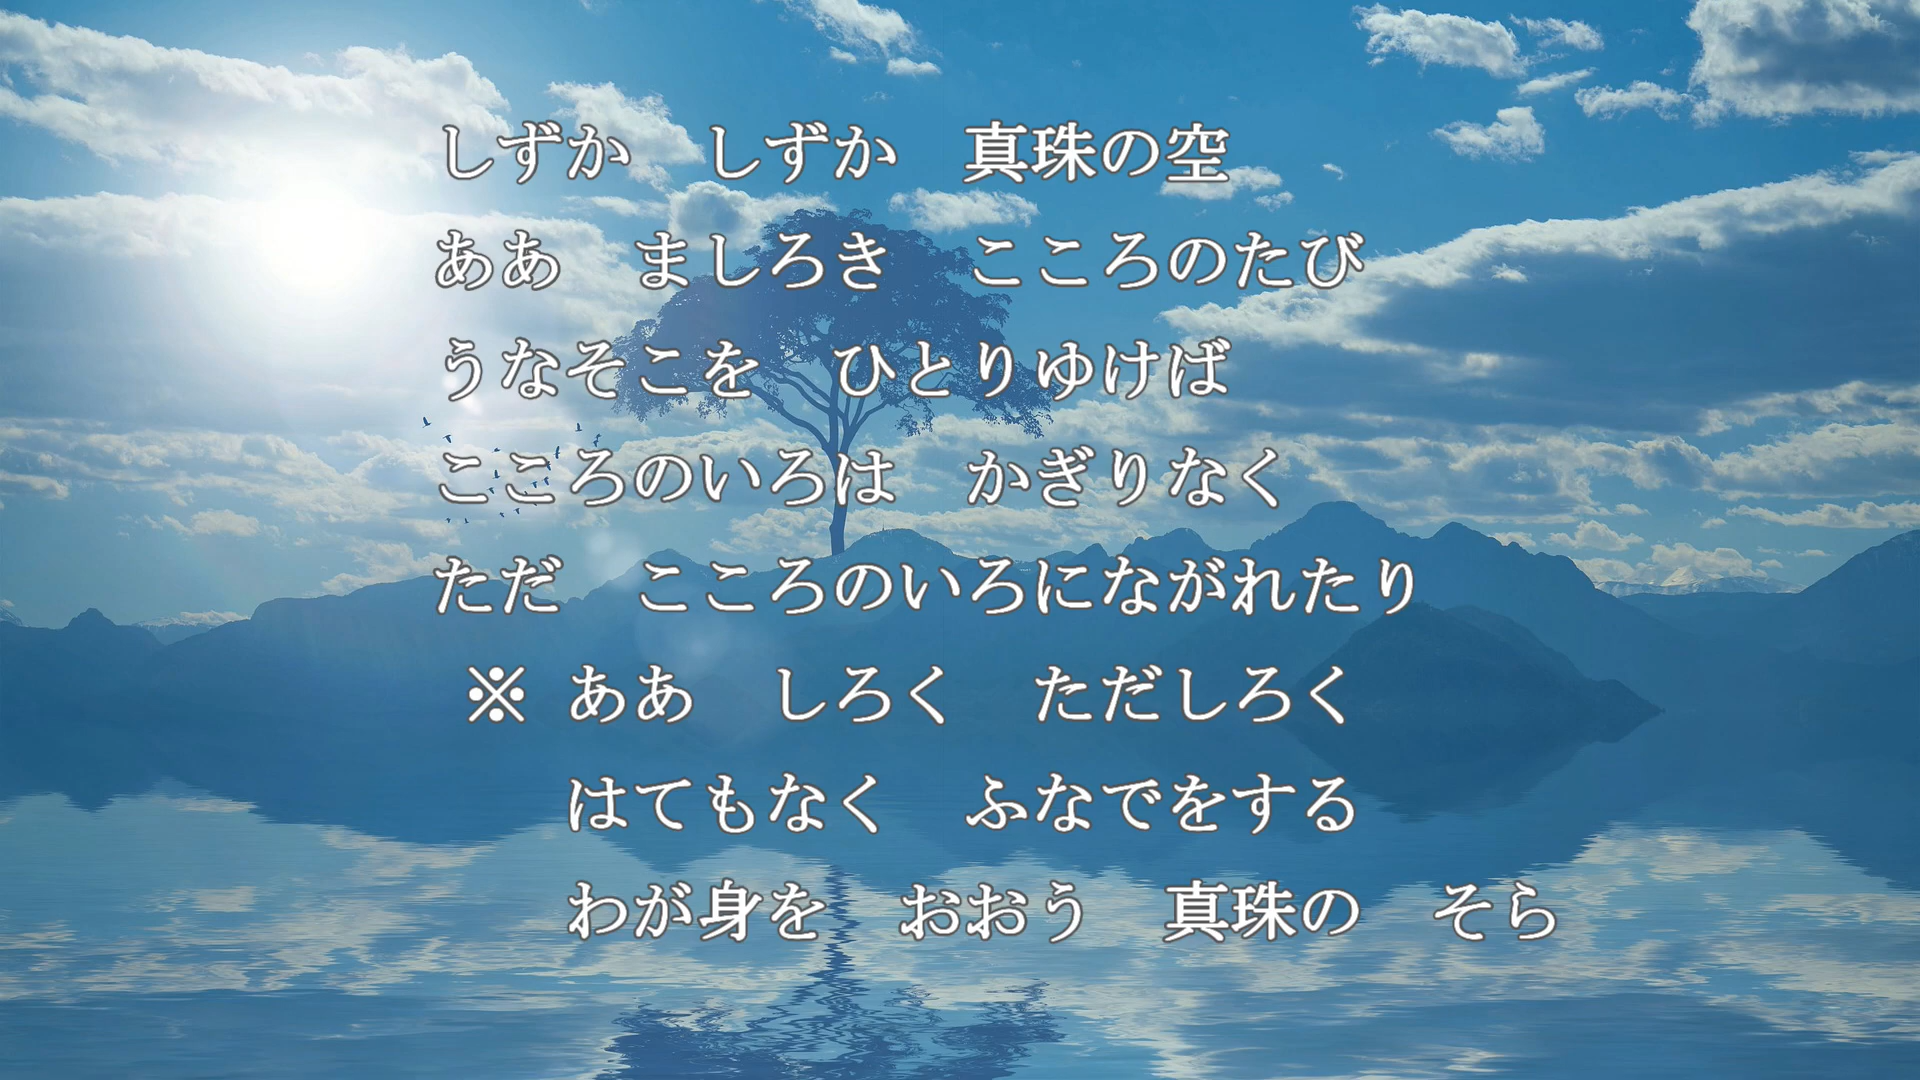 しずか　しずか　真珠の空
ああ　ましろき　こころのたび
うなそこを　ひとりゆけば
こころのいろは　かぎりなく
ただ　こころのいろにながれたり
※ ああ　しろく　ただしろく
はてもなく　ふなでをする
わが身を　おおう　真珠の　そら